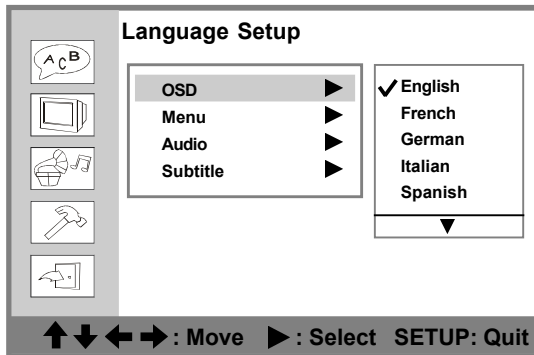 Language Setup
A C B
OSD
Menu
Audio
Subtitle
✓ English
French
German
Italian
Spanish
▼
↑ ↓ ← → : Move ▶ : Select SETUP: Quit